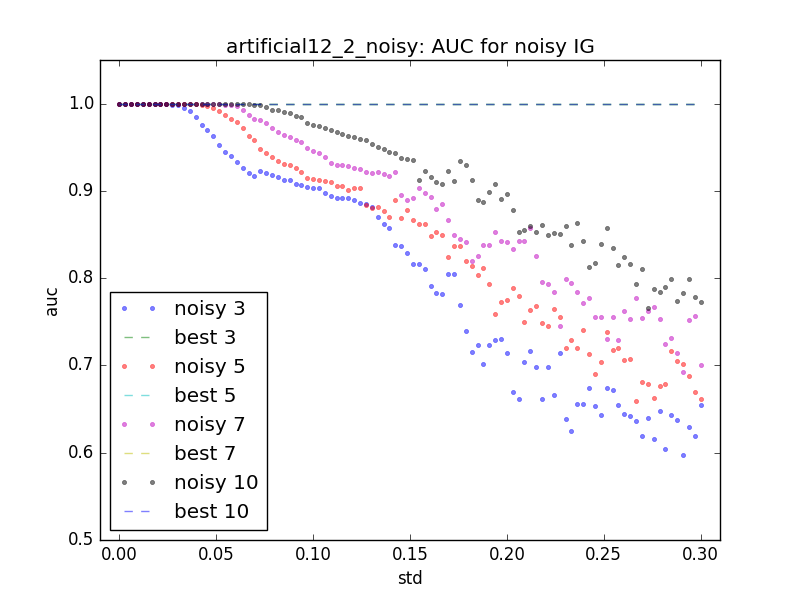 artificial12_2_noisy: AUC for noisy IG
1.0
0.9
0.8
0.7
0.6
0.5
auc
noisy 3
best 3
noisy 5
best 5
noisy 7
best 7
noisy 10
best 10
0.00 0.05 0.10 0.15 0.20 0.25 0.30
std